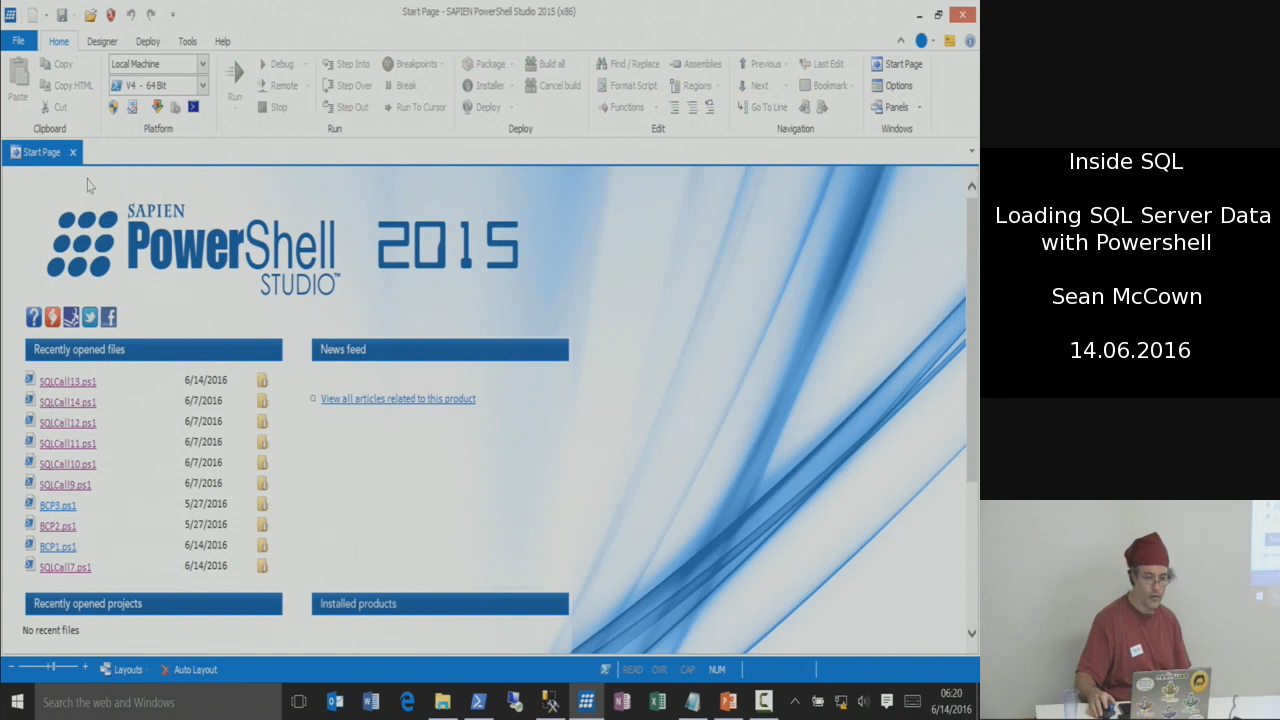 Start Page - SAPIEN PowerShell Studio 2015 (x86)
File Home Designer Deploy Tools Help
Paste
Copy
Copy HTML
Cut
Clipboard
Local Machine
V4 - 64 Bit
Platform
Run
Debug
Remote
Stop
Step Into
Step Over
Step Out
Breakpoints
Break
Run To Cursor
Run
Package
Installer
Deploy
Build all
Cancel build
Deploy
Find / Replace
Format Script
Functions
Assemblies
Regions
Edit
Previous
Next
Go To Line
Last Edit
Bookmark
Navigation
Start Page
Options
Panels
Windows
Start Page
SAPIEN
PowerShell
STUDIO™
2015
Recently opened files
SQLCall13.ps1 6/14/2016
SQLCall14.ps1 6/7/2016
SQLCall12.ps1 6/7/2016
SQLCall11.ps1 6/7/2016
SQLCall10.ps1 6/7/2016
SQLCall9.ps1 6/7/2016
BCP3.ps1 5/27/2016
BCP2.ps1 5/27/2016
BCP1.ps1 6/14/2016
SQLCall7.ps1 6/14/2016
News feed
View all articles related to this product
Recently opened projects
No recent files
Installed products
Layouts Auto Layout
READ OVR CAP NUM
Search the web and Windows
06:20
6/14/2016
Inside SQL
Loading SQL Server Data
with Powershell
Sean McCown
14.06.2016